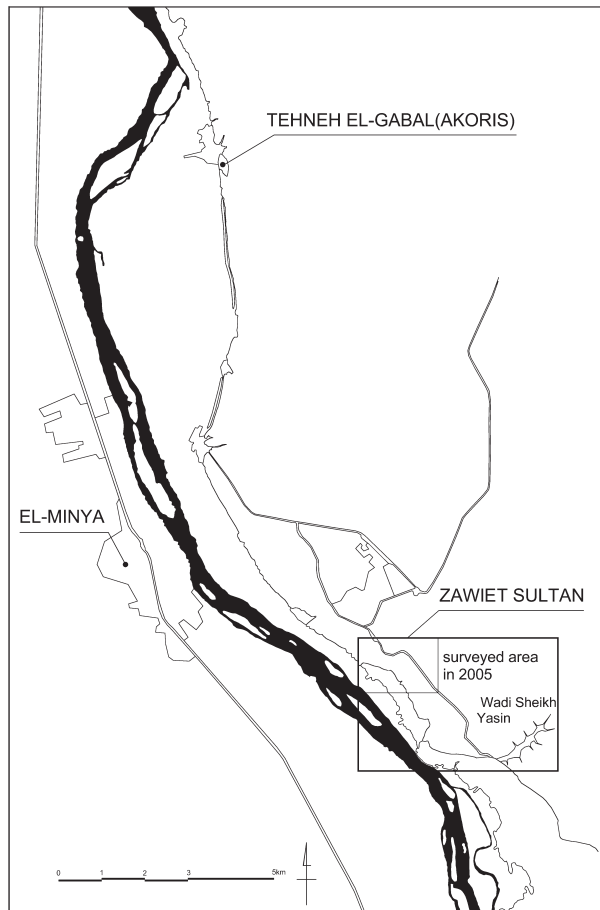 TEHNEH EL-GABAL(AKORIS)
EL-MINYA
ZAWIET SULTAN
surveyed area
in 2005
Wadi Sheikh
Yasin
0 1 2 3 5km